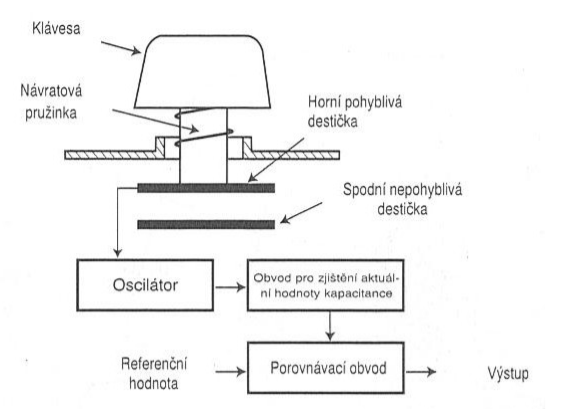 Klávesa
Návratová
pružinka
Horní pohyblivá
destička
Spodní nepohyblivá
destička
Oscilátor
Obvod pro zjištění aktuál-
ní hodnoty kapacitance
Referenční
hodnota
Porovnávací obvod
Výstup